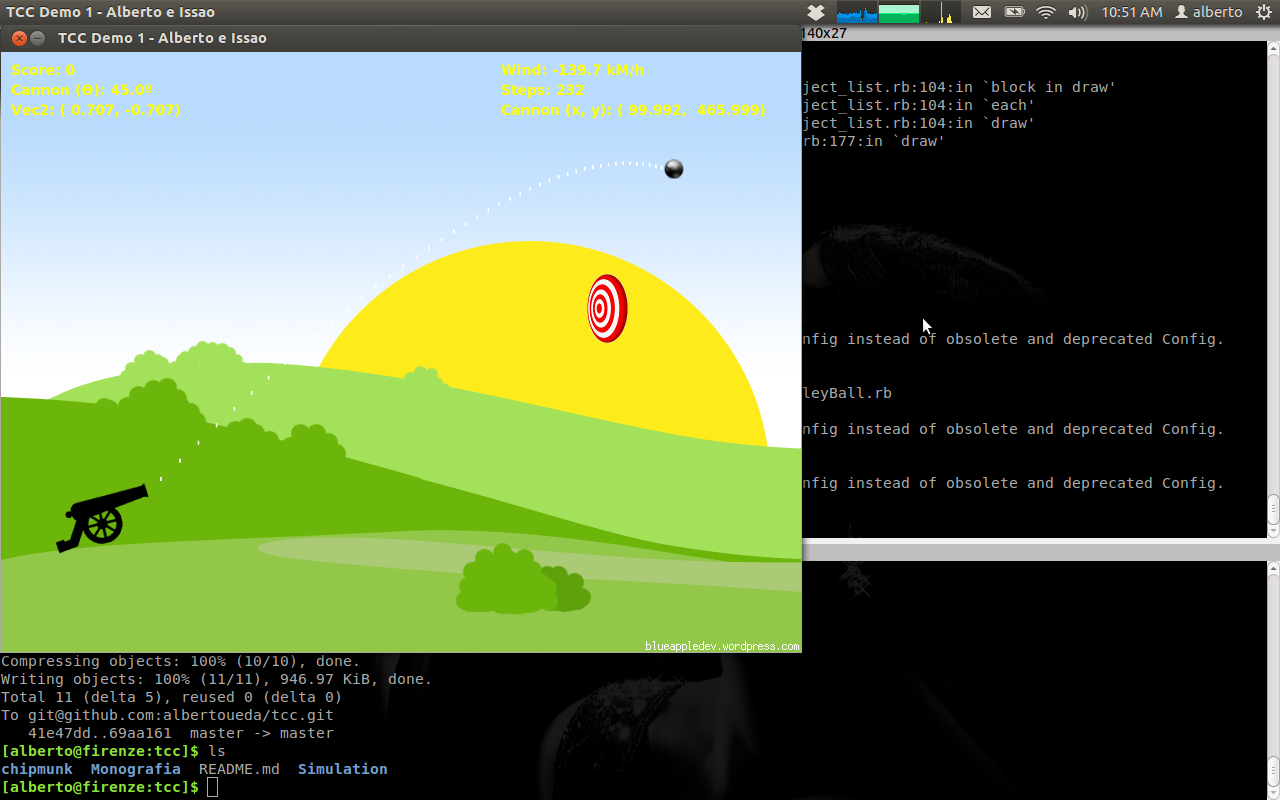 TCC Demo 1 - Alberto e Issao
10:51 AM
alberto
TCC Demo 1 - Alberto e Issao
140x27
Score: 0
Cannon (Θ): 45.0º
Vec2: ( 0.707, -0.707)
Wind: -139.7 kM/h
Steps: 232
Cannon (x, y): ( 99.992, 465.999)
ject_list.rb:104:in `block in draw'
ject_list.rb:104:in `each'
ject_list.rb:104:in `draw'
rb:177:in `draw'
nfig instead of obsolete and deprecated Config.
leyBall.rb
nfig instead of obsolete and deprecated Config.
nfig instead of obsolete and deprecated Config.
blueappledev.wordpress.com
Compressing objects: 100% (10/10), done.
Writing objects: 100% (11/11), 946.97 KiB, done.
Total 11 (delta 5), reused 0 (delta 0)
To git@github.com:albertoueda/tcc.git
   41e47dd..69aa161  master -> master
[alberto@firenze:tcc]$ ls
chipmunk  Monografia  README.md  Simulation
[alberto@firenze:tcc]$